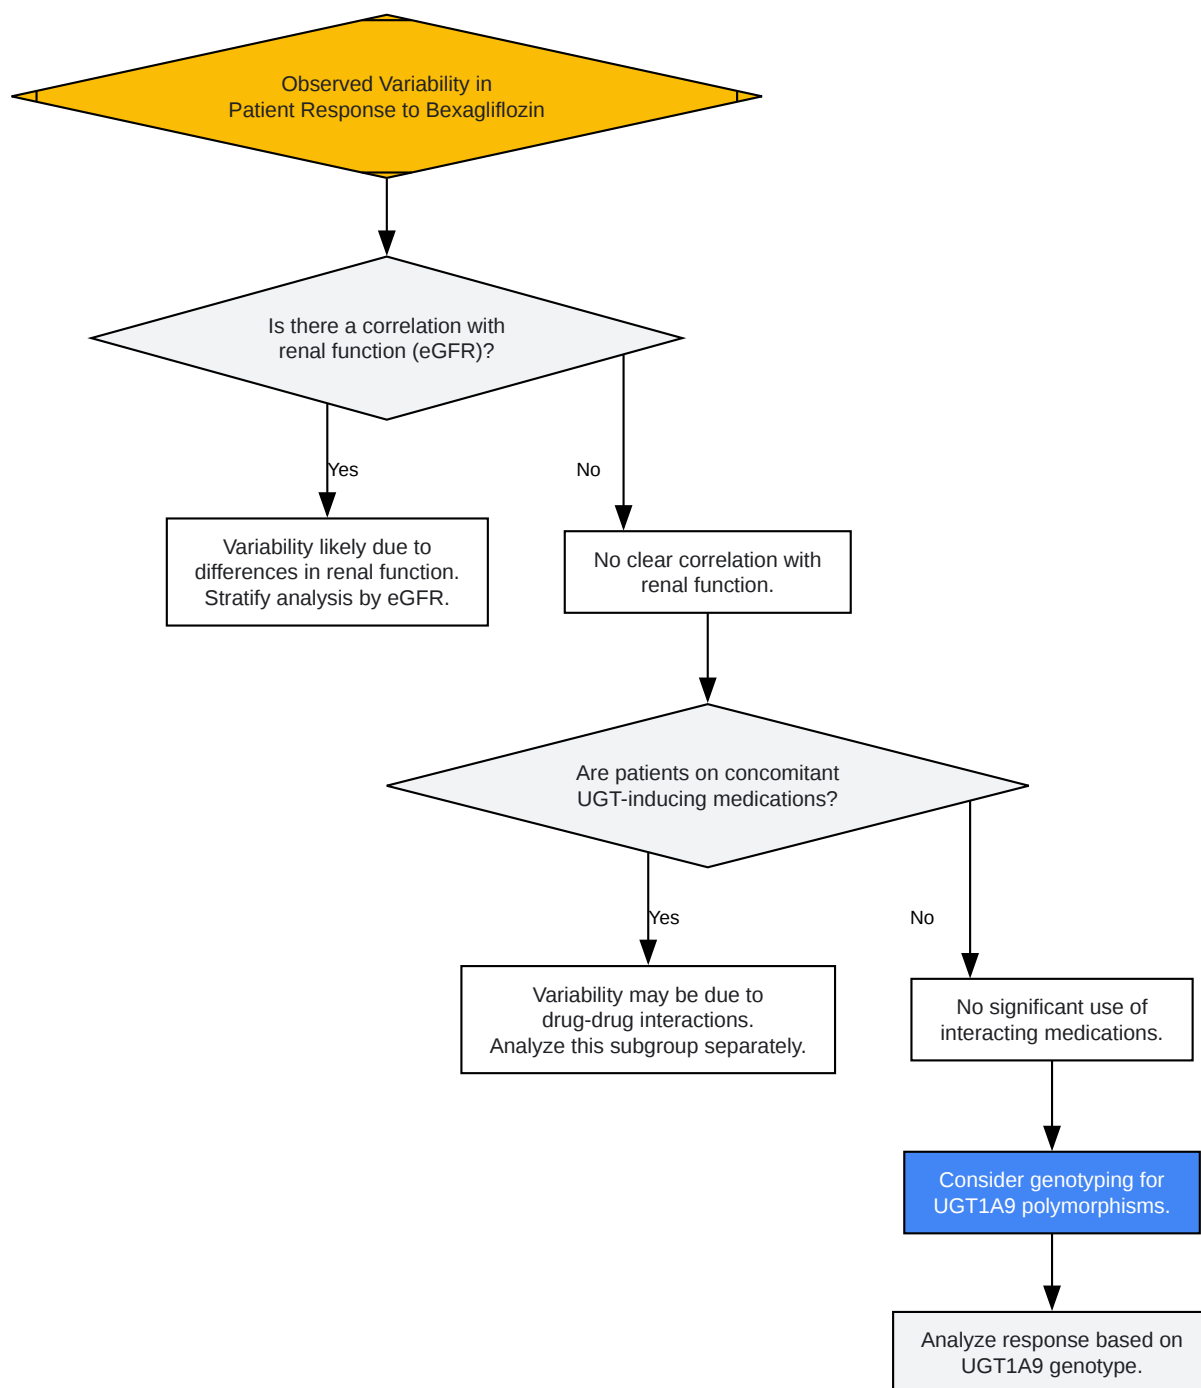 Observed Variability in
Patient Response to Bexagliflozin
Is there a correlation with
renal function (eGFR)?
Yes
No
Variability likely due to
differences in renal function.
Stratify analysis by eGFR.
No clear correlation with
renal function.
Are patients on concomitant
UGT-inducing medications?
Yes
No
Variability may be due to
drug-drug interactions.
Analyze this subgroup separately.
No significant use of
interacting medications.
Consider genotyping for
UGT1A9 polymorphisms.
Analyze response based on
UGT1A9 genotype.